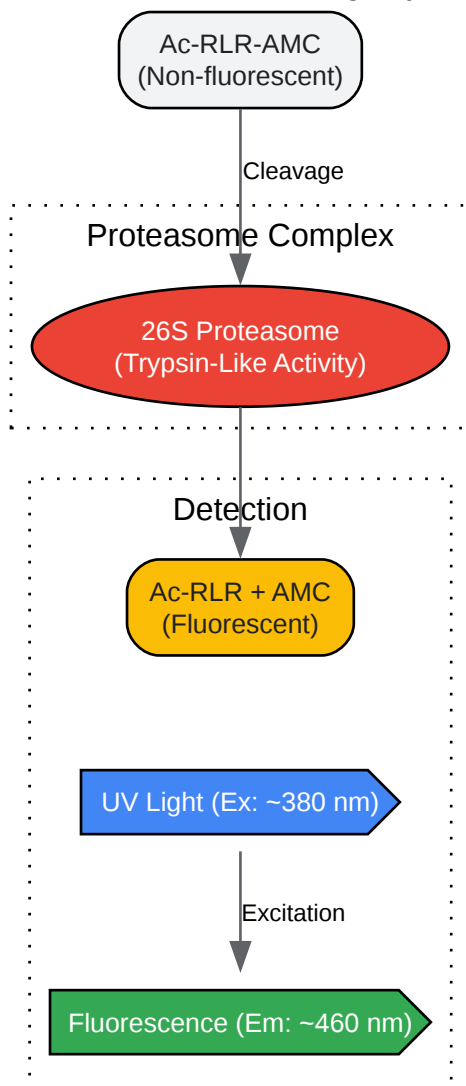 Ac-RLR-AMC
(Non-fluorescent)
Cleavage
Proteasome Complex
26S Proteasome
(Trypsin-Like Activity)
Detection
Ac-RLR + AMC
(Fluorescent)
UV Light (Ex: ~380 nm)
Excitation
Fluorescence (Em: ~460 nm)